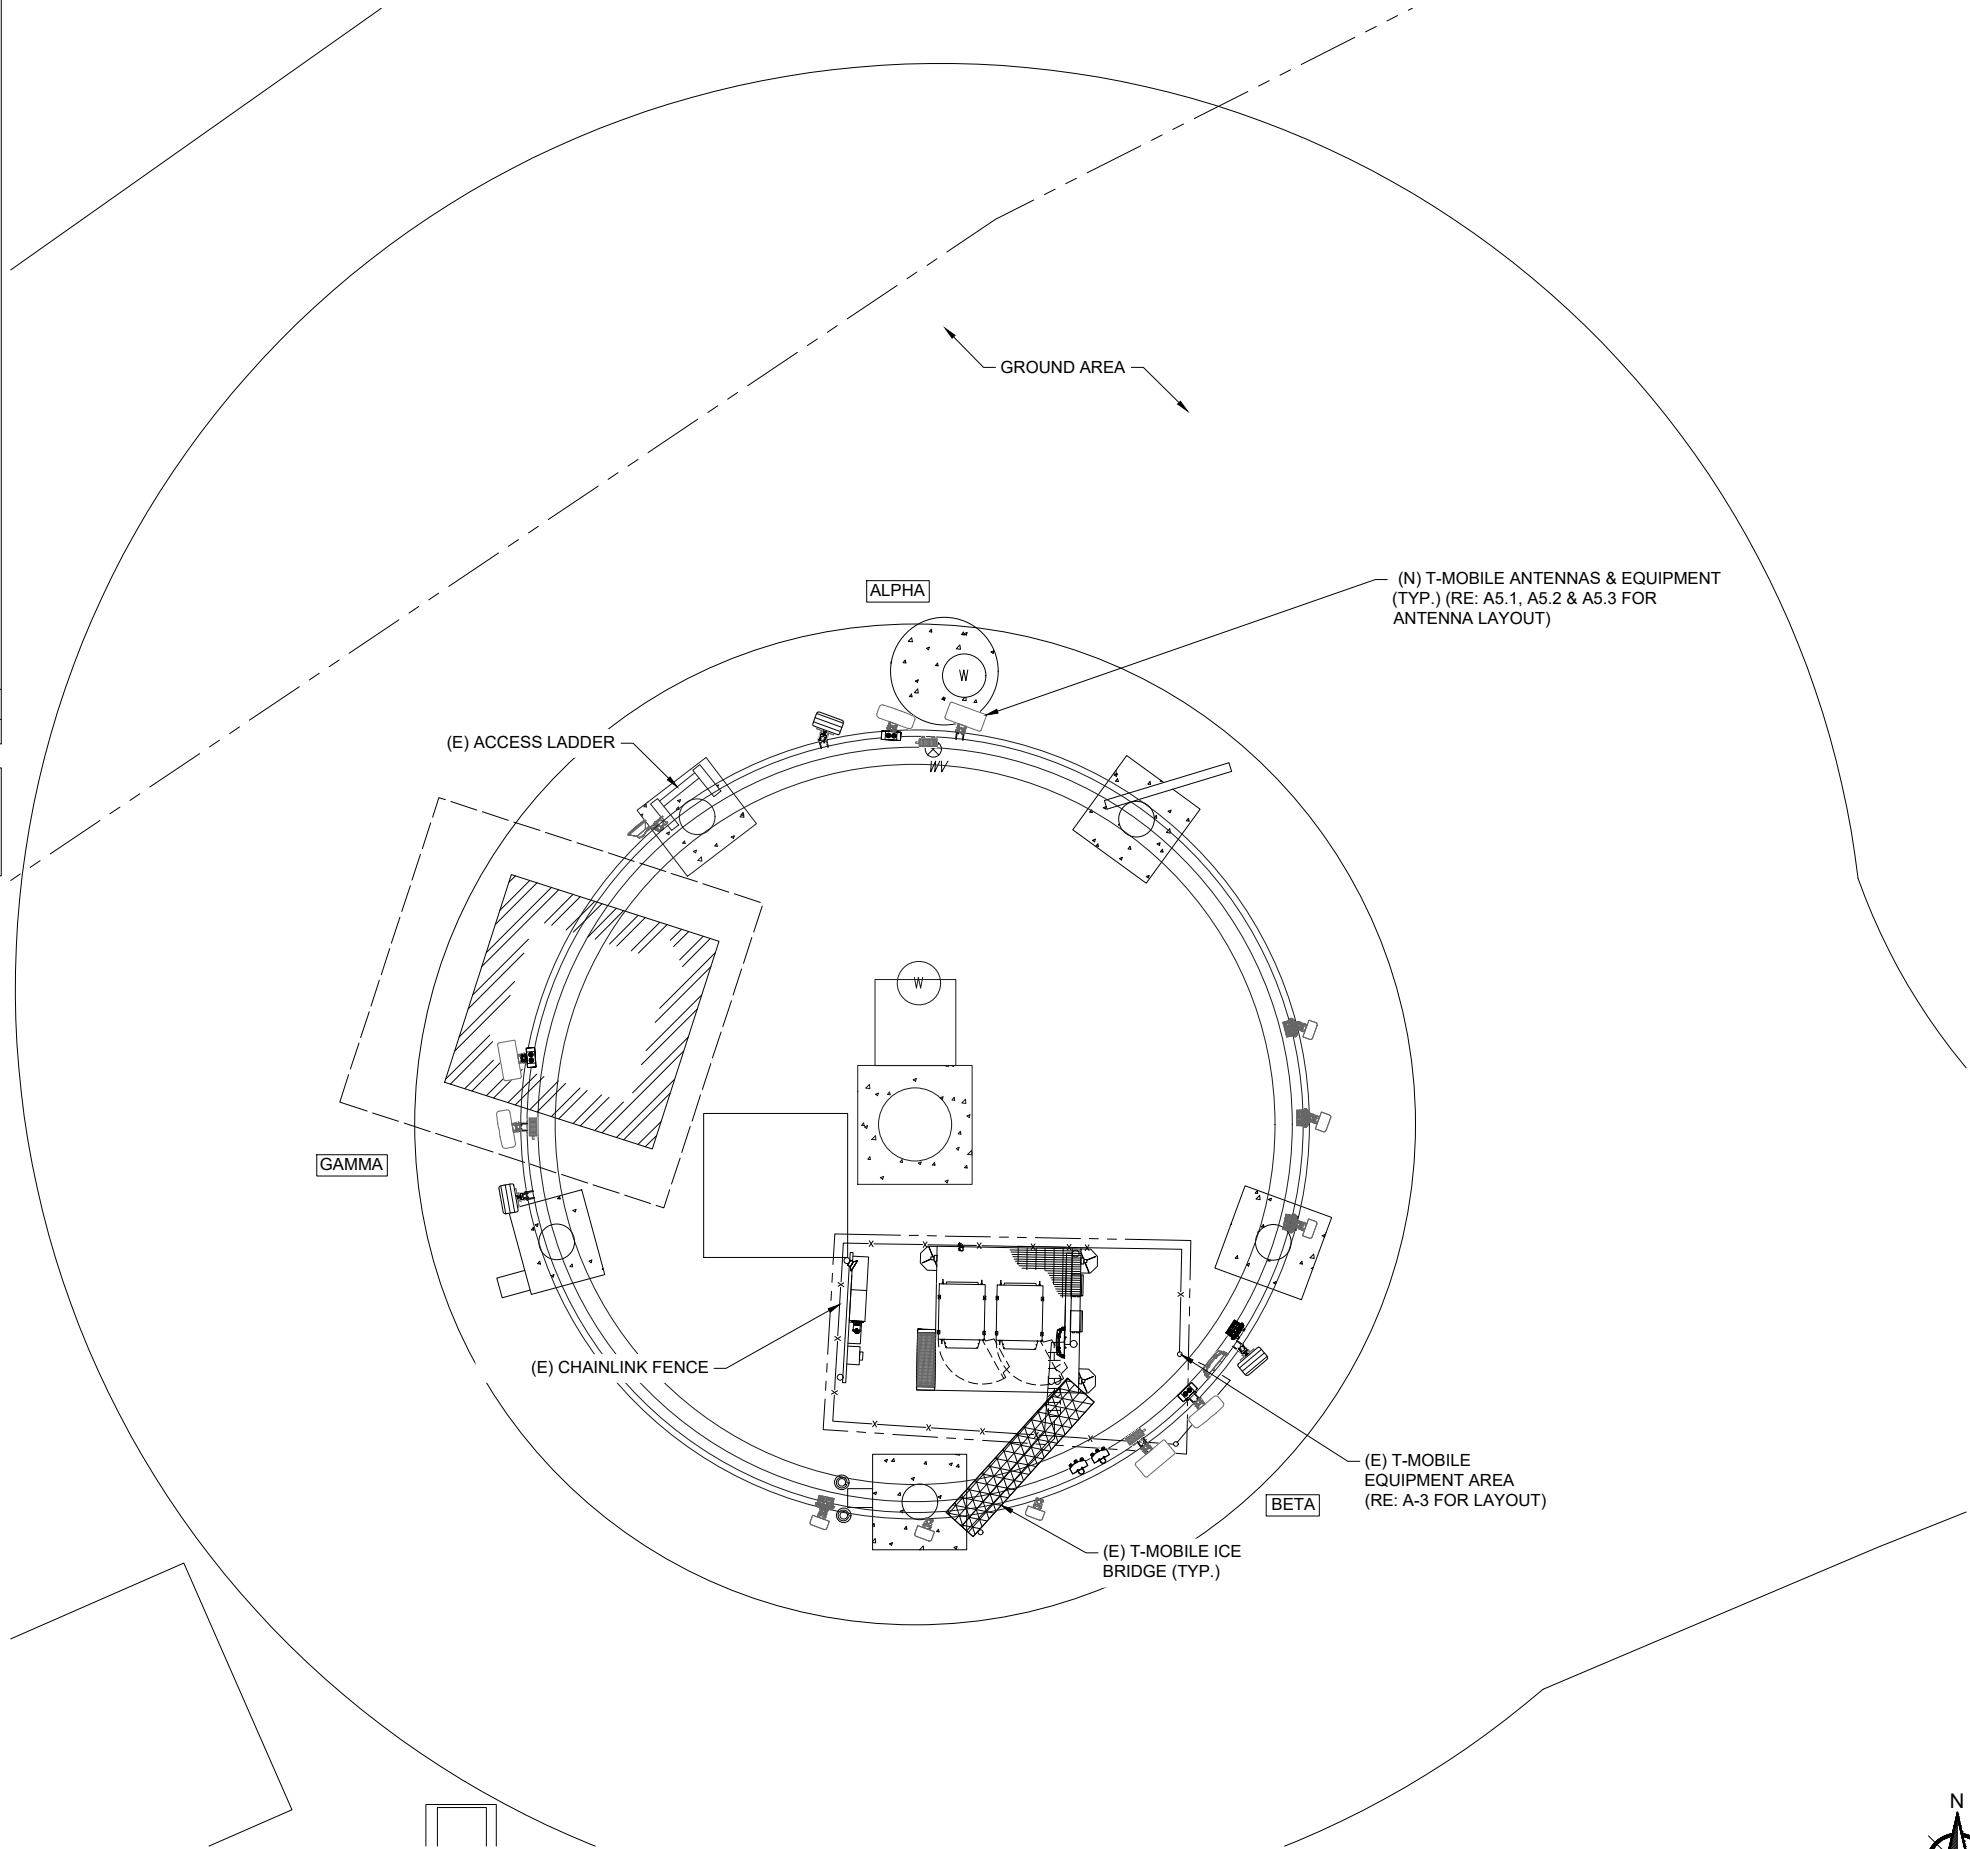 GROUND AREA
(N) T-MOBILE ANTENNAS & EQUIPMENT
(TYP.) (RE: A5.1, A5.2 & A5.3 FOR
ANTENNA LAYOUT)
ALPHA
W
(E) ACCESS LADDER
WV
W
GAMMA
(E) CHAINLINK FENCE
(E) T-MOBILE
EQUIPMENT AREA
(RE: A-3 FOR LAYOUT)
BETA
(E) T-MOBILE ICE
BRIDGE (TYP.)
N